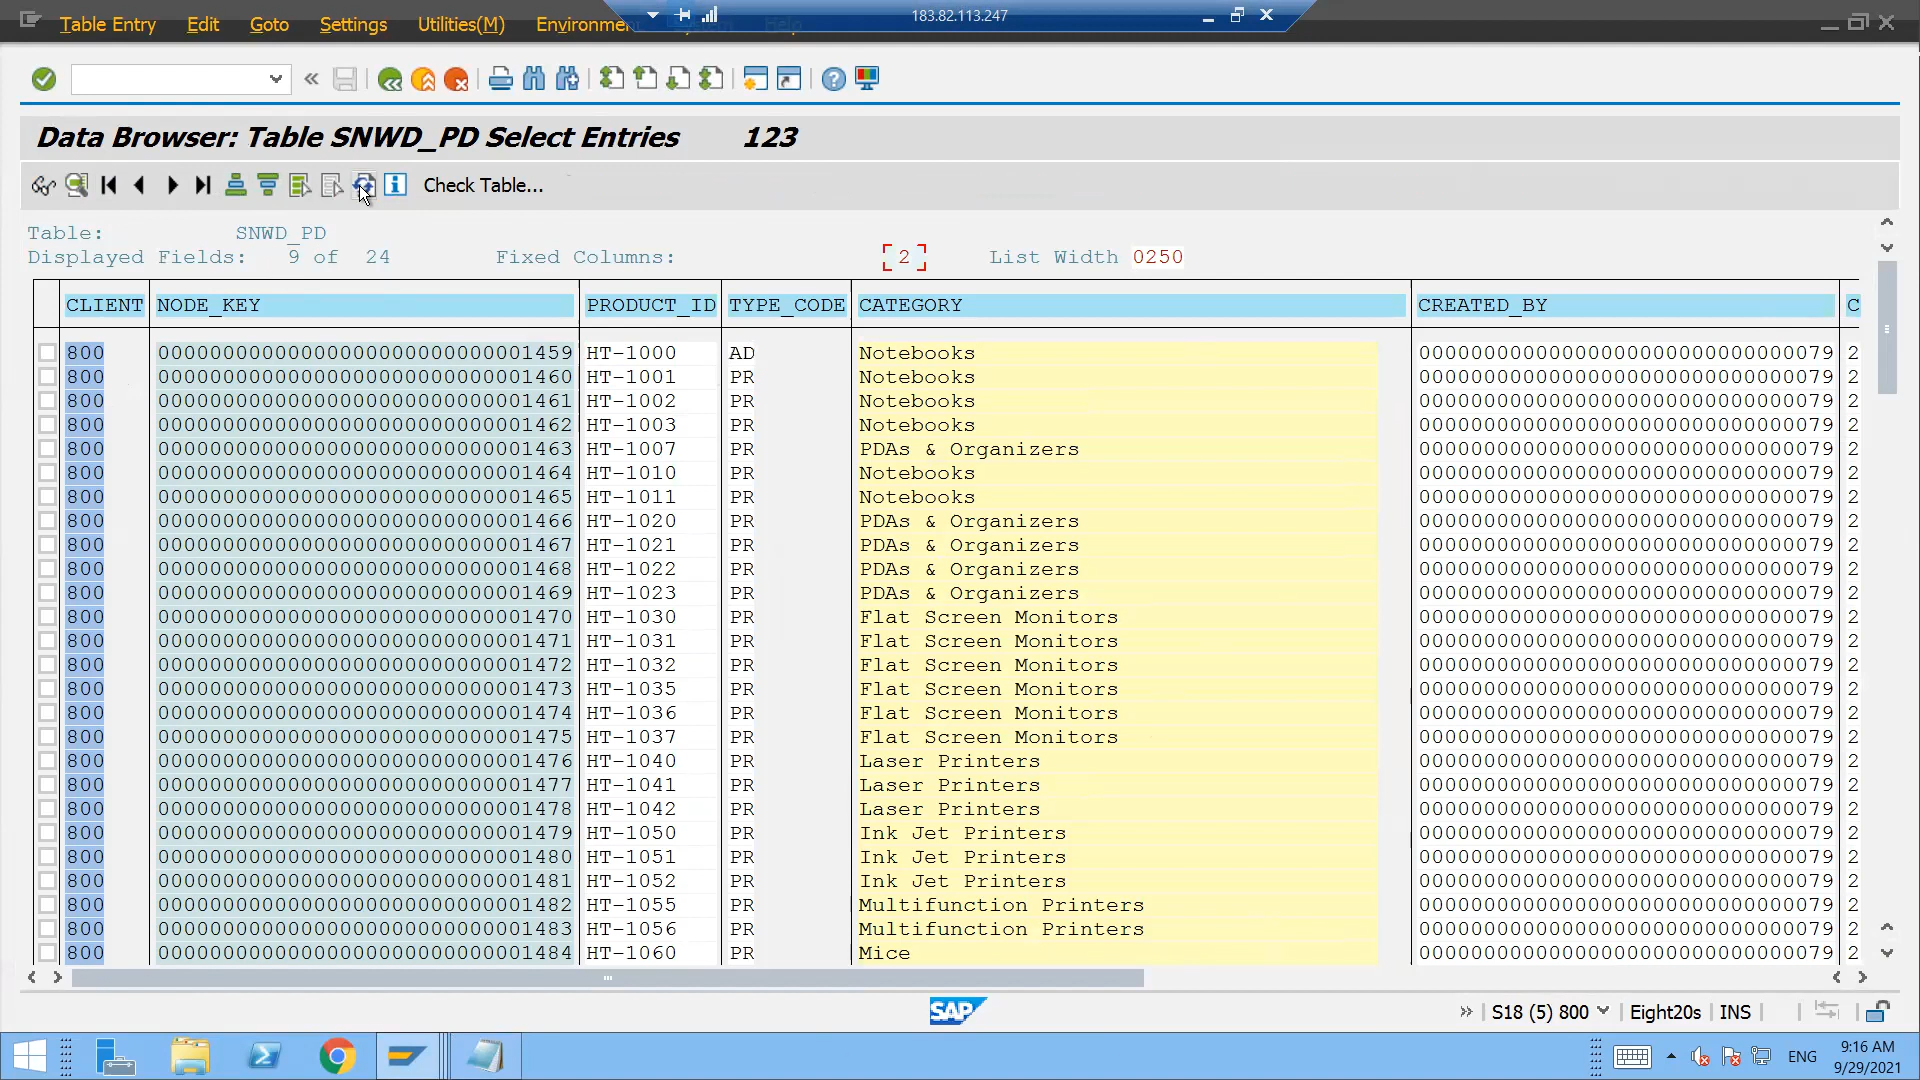 183.82.113.247
Table Entry Edit Goto Settings Utilities(M) Environmen Help
Data Browser: Table SNWD_PD Select Entries 123
Check Table...
Table: SNWD_PD
Displayed Fields: 9 of 24 Fixed Columns: 2 List Width 0250
CLIENT NODE_KEY PRODUCT_ID TYPE_CODE CATEGORY CREATED_BY C
800 00000000000000000000000000001459 HT-1000 AD Notebooks 00000000000000000000000000000079 2
800 00000000000000000000000000001460 HT-1001 PR Notebooks 00000000000000000000000000000079 2
800 00000000000000000000000000001461 HT-1002 PR Notebooks 00000000000000000000000000000079 2
800 00000000000000000000000000001462 HT-1003 PR Notebooks 00000000000000000000000000000079 2
800 00000000000000000000000000001463 HT-1007 PR PDAs & Organizers 00000000000000000000000000000079 2
800 00000000000000000000000000001464 HT-1010 PR Notebooks 00000000000000000000000000000079 2
800 00000000000000000000000000001465 HT-1011 PR Notebooks 00000000000000000000000000000079 2
800 00000000000000000000000000001466 HT-1020 PR PDAs & Organizers 00000000000000000000000000000079 2
800 00000000000000000000000000001467 HT-1021 PR PDAs & Organizers 00000000000000000000000000000079 2
800 00000000000000000000000000001468 HT-1022 PR PDAs & Organizers 00000000000000000000000000000079 2
800 00000000000000000000000000001469 HT-1023 PR PDAs & Organizers 00000000000000000000000000000079 2
800 00000000000000000000000000001470 HT-1030 PR Flat Screen Monitors 00000000000000000000000000000079 2
800 00000000000000000000000000001471 HT-1031 PR Flat Screen Monitors 00000000000000000000000000000079 2
800 00000000000000000000000000001472 HT-1032 PR Flat Screen Monitors 00000000000000000000000000000079 2
800 00000000000000000000000000001473 HT-1035 PR Flat Screen Monitors 00000000000000000000000000000079 2
800 00000000000000000000000000001474 HT-1036 PR Flat Screen Monitors 00000000000000000000000000000079 2
800 00000000000000000000000000001475 HT-1037 PR Flat Screen Monitors 00000000000000000000000000000079 2
800 00000000000000000000000000001476 HT-1040 PR Laser Printers 00000000000000000000000000000079 2
800 00000000000000000000000000001477 HT-1041 PR Laser Printers 00000000000000000000000000000079 2
800 00000000000000000000000000001478 HT-1042 PR Laser Printers 00000000000000000000000000000079 2
800 00000000000000000000000000001479 HT-1050 PR Ink Jet Printers 00000000000000000000000000000079 2
800 00000000000000000000000000001480 HT-1051 PR Ink Jet Printers 00000000000000000000000000000079 2
800 00000000000000000000000000001481 HT-1052 PR Ink Jet Printers 00000000000000000000000000000079 2
800 00000000000000000000000000001482 HT-1055 PR Multifunction Printers 00000000000000000000000000000079 2
800 00000000000000000000000000001483 HT-1056 PR Multifunction Printers 00000000000000000000000000000079 2
800 00000000000000000000000000001484 HT-1060 PR Mice 00000000000000000000000000000079 2
SAP S18 (5) 800 Eight20s INS
ENG 9:16 AM
9/29/2021